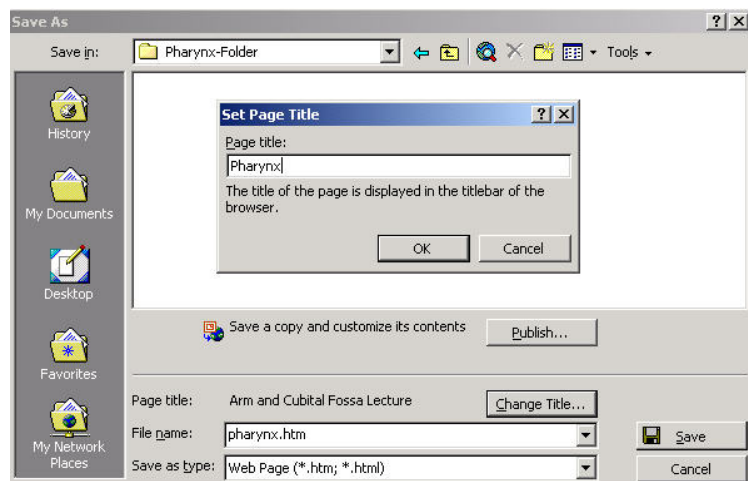 Save As
Save in:
Pharynx-Folder
Tools
History
My Documents
Desktop
Favorites
My Network
Places
Set Page Title
Page title:
Pharynx
The title of the page is displayed in the titlebar of the
browser.
OK
Cancel
Save a copy and customize its contents
Publish...
Page title:
Arm and Cubital Fossa Lecture
Change Title...
File name:
pharynx.htm
Save
Save as type:
Web Page (*.htm; *.html)
Cancel